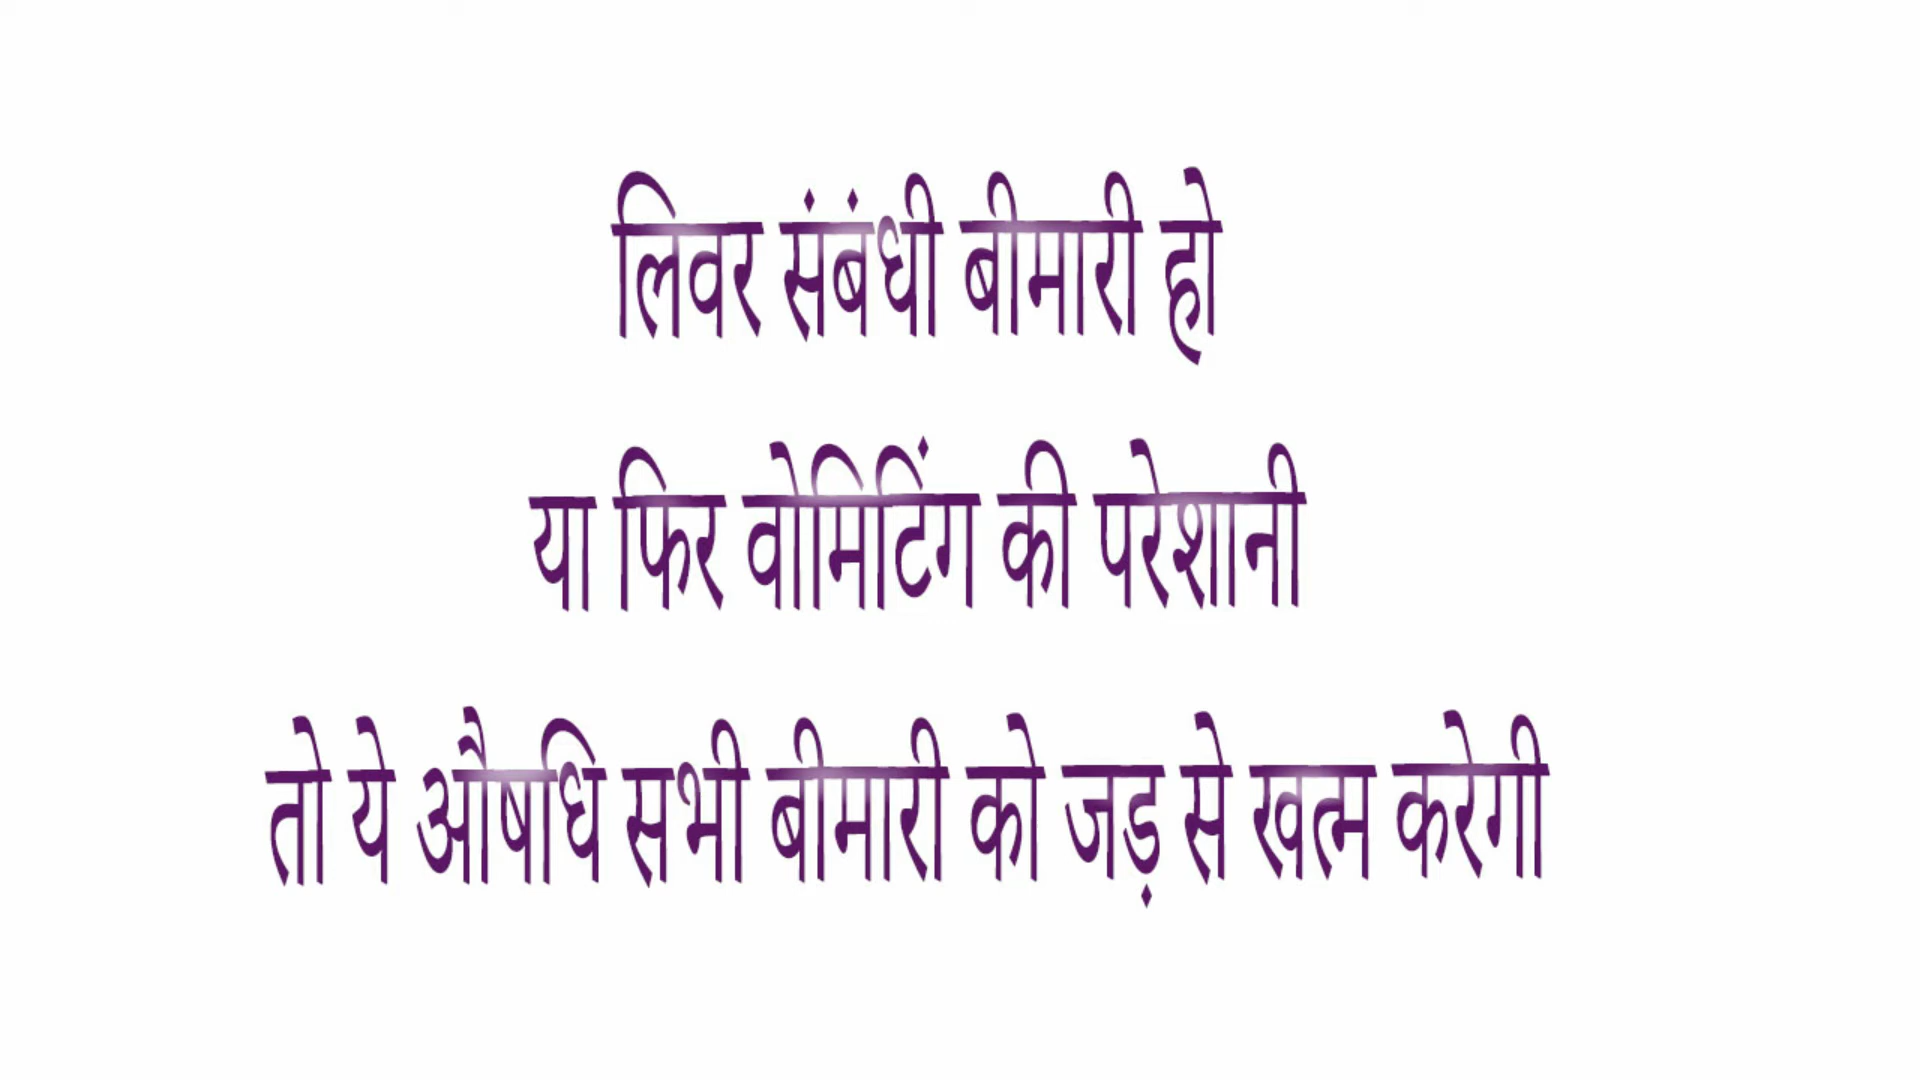 लिवर संबंधी बीमारी हो
या फिर वोमिटिंग की परेशानी
तो ये औषधि सभी बीमारी को जड़ से खत्म करेगी